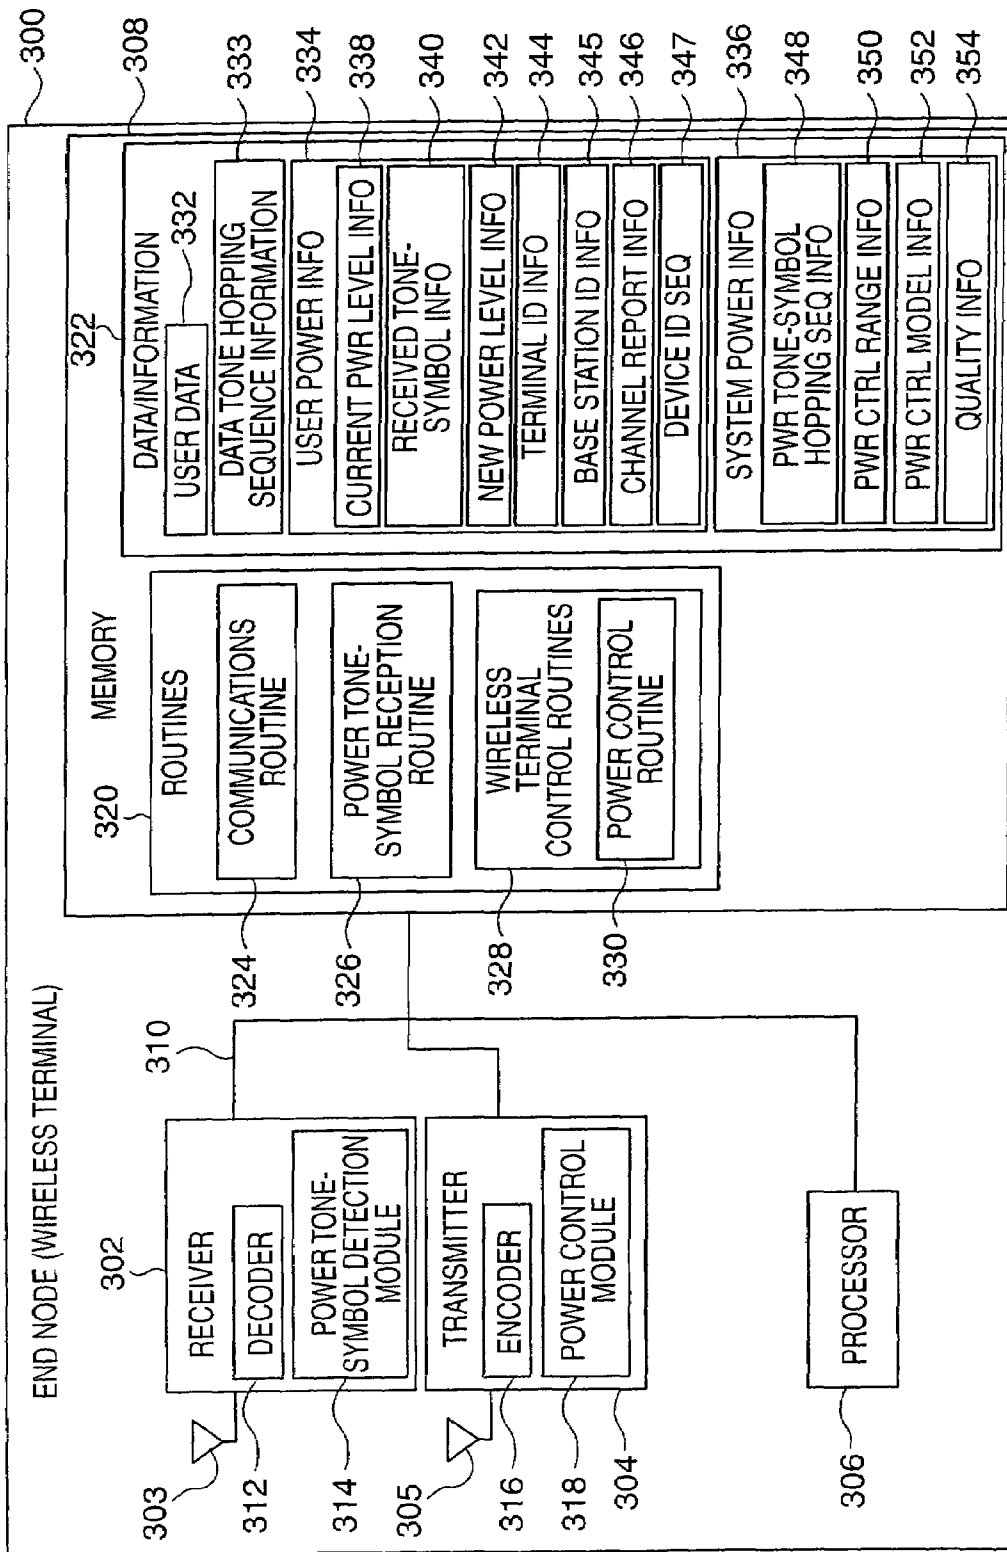 END NODE (WIRELESS TERMINAL)
300
308
302
RECEIVER
DECODER
POWER TONE-
SYMBOL DETECTION
MODULE
303
312
314
TRANSMITTER
ENCODER
POWER CONTROL
MODULE
305
316
318
304
PROCESSOR
306
310
MEMORY
320
ROUTINES
COMMUNICATIONS
ROUTINE
POWER TONE-
SYMBOL RECEPTION
ROUTINE
WIRELESS
TERMINAL
CONTROL ROUTINES
POWER CONTROL
ROUTINE
324
326
328
330
322
DATA/INFORMATION
USER DATA
332
DATA TONE HOPPING
SEQUENCE INFORMATION
333
USER POWER INFO
334
CURRENT PWR LEVEL INFO
338
RECEIVED TONE-
SYMBOL INFO
340
NEW POWER LEVEL INFO
342
TERMINAL ID INFO
344
BASE STATION ID INFO
345
CHANNEL REPORT INFO
346
DEVICE ID SEQ
347
SYSTEM POWER INFO
336
PWR TONE-SYMBOL
HOPPING SEQ INFO
348
PWR CTRL RANGE INFO
350
PWR CTRL MODEL INFO
352
QUALITY INFO
354